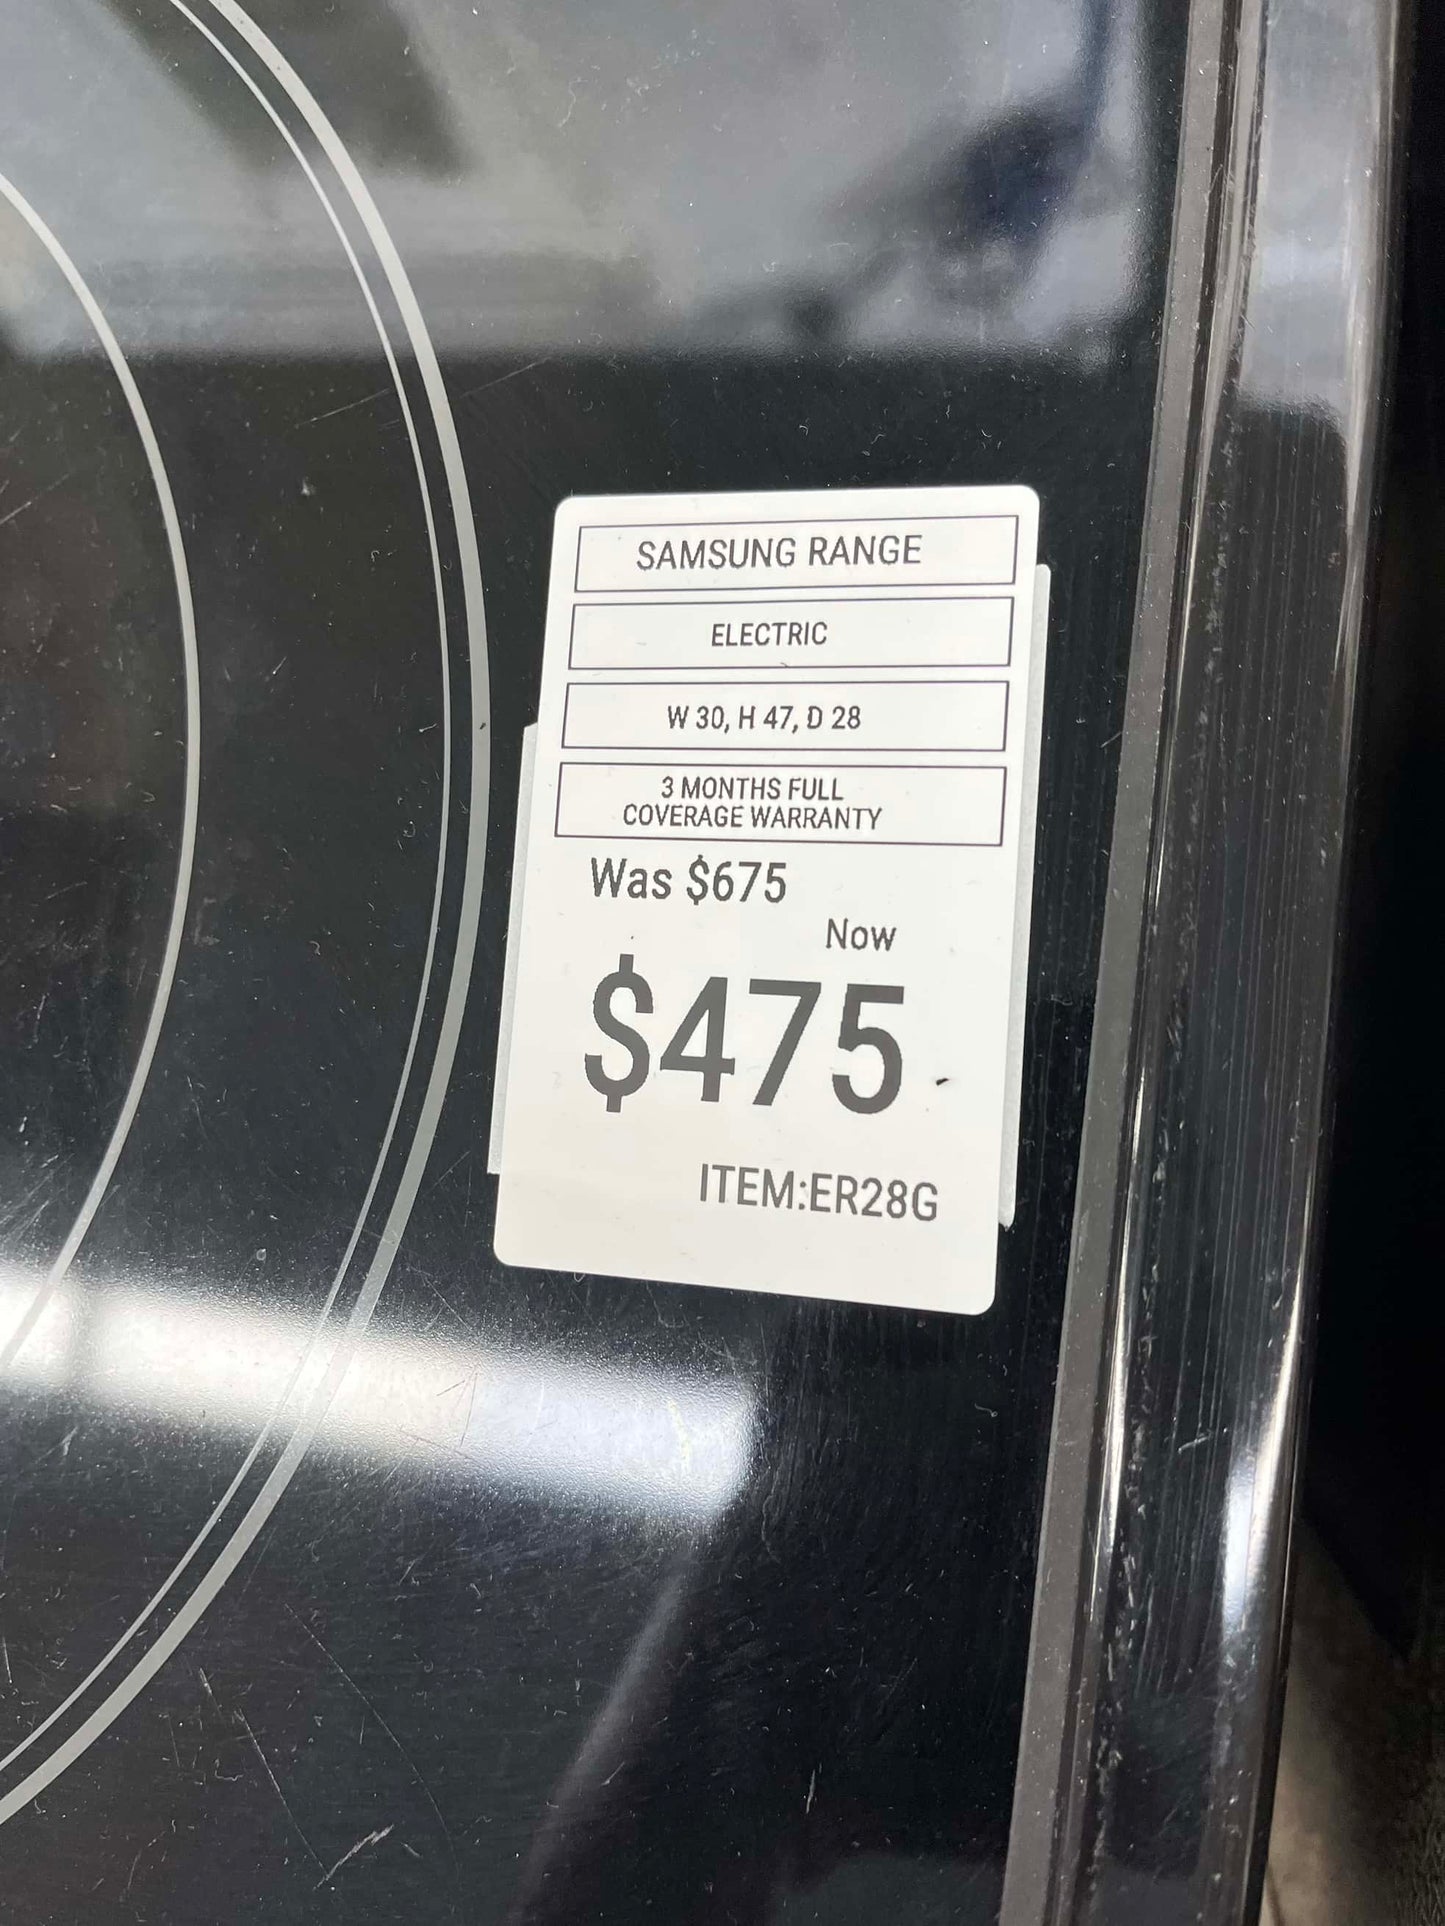 SAMSUNG RANGE
ELECTRIC
W 30, H 47, D 28
3 MONTHS FULL
COVERAGE WARRANTY
Was $675
Now
$475
ITEM:ER28G